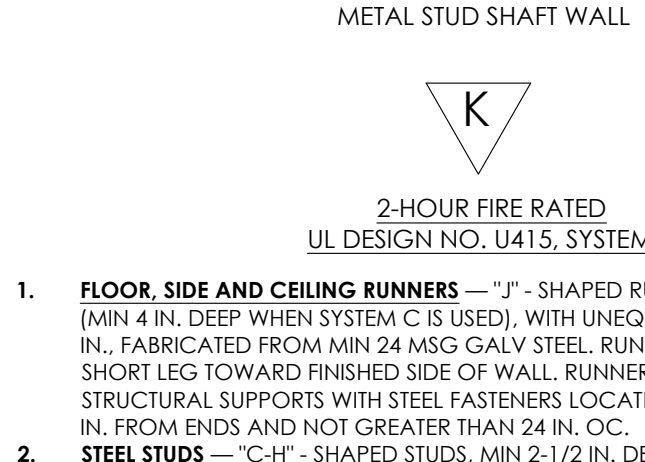 METAL STUD SHAFT WALL
K
2-HOUR FIRE RATED
UL DESIGN NO. U415, SYSTEM
1. FLOOR, SIDE AND CEILING RUNNERS — "J" - SHAPED
(MIN 4 IN. DEEP WHEN SYSTEM C IS USED), WITH
IN., FABRICATED FROM MIN 24 MSG GALV STEEL.
SHORT LEG TOWARD FINISHED SIDE OF WALL.
STRUCTURAL SUPPORTS WITH STEEL FASTENERS
IN. FROM ENDS AND NOT GREATER THAN 24 IN. OC.
2. STEEL STUDS — "C-H" - SHAPED STUDS, MIN 2-1/2 IN.